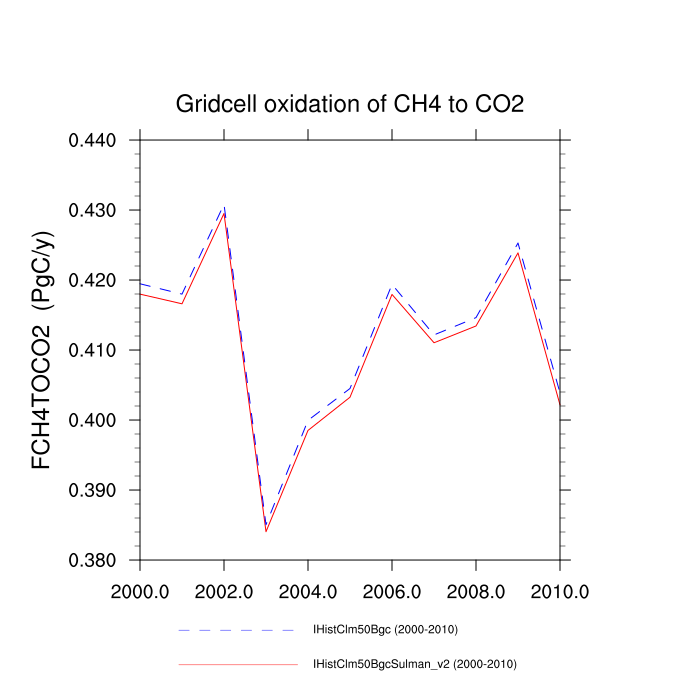 Gridcell oxidation of CH4 to CO2
FCH4TOCO2 (PgC/y)
0.440
0.430
0.420
0.410
0.400
0.390
0.380
2000.0 2002.0 2004.0 2006.0 2008.0 2010.0
IHistClm50Bgc (2000-2010)
IHistClm50BgcSulman_v2 (2000-2010)